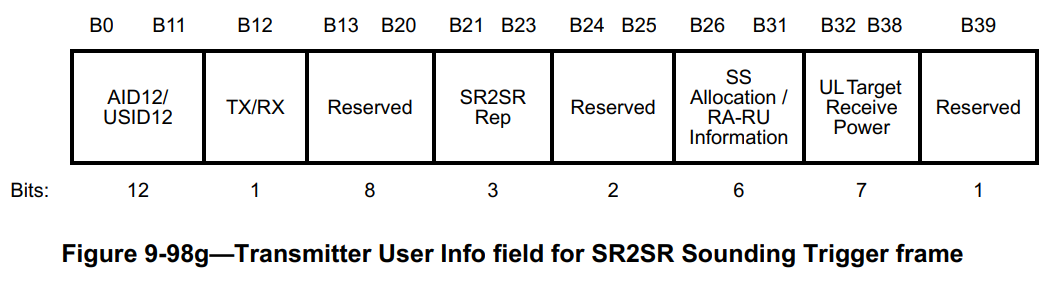 B0 B11 B12 B13 B20 B21 B23 B24 B25 B26 B31 B32 B38 B39
AID12/
USID12
TX/RX
Reserved
SR2SR
Rep
Reserved
SS
Allocation /
RA-RU
Information
UL Target
Receive
Power
Reserved
Bits: 12 1 8 3 2 6 7 1
Figure 9-98g—Transmitter User Info field for SR2SR Sounding Trigger frame